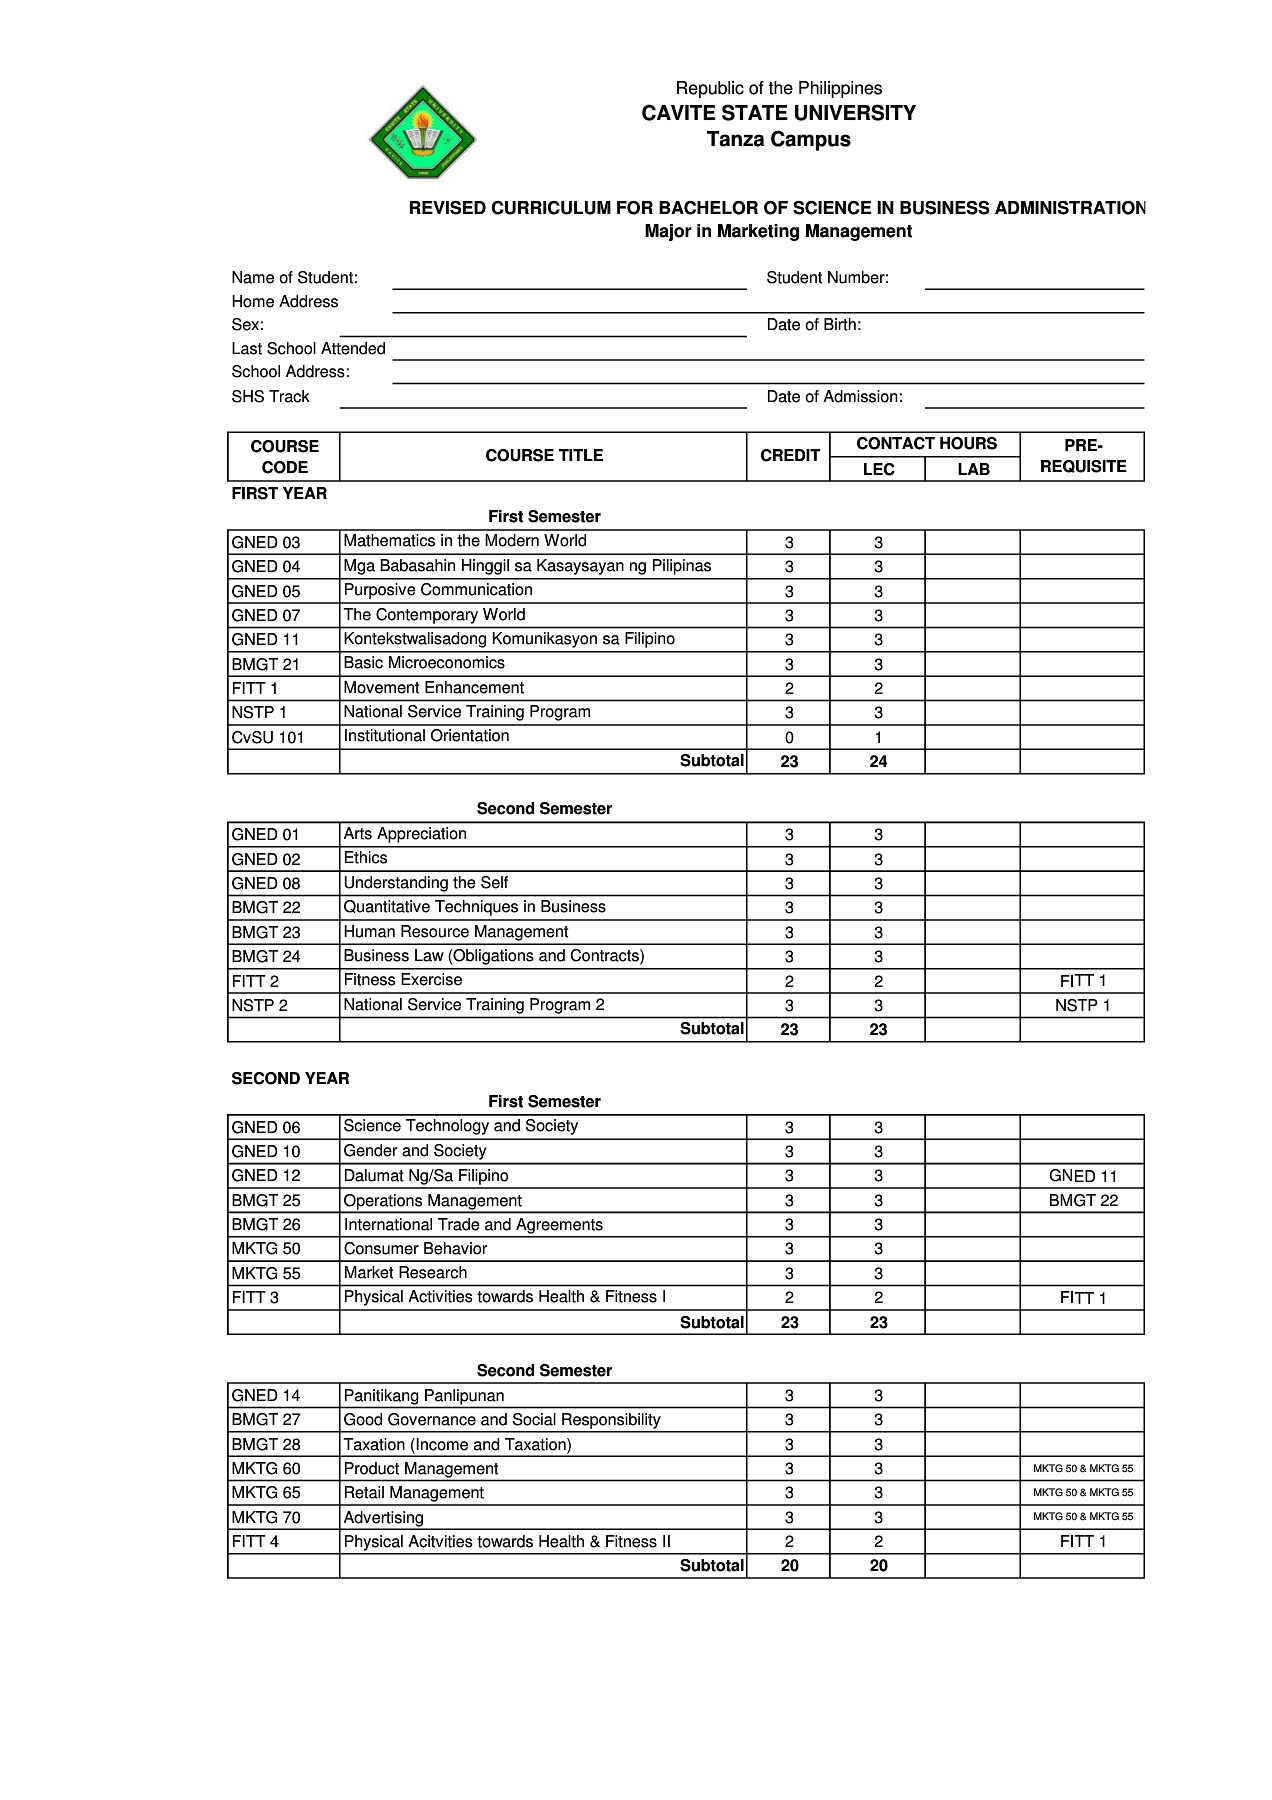 Republic of the Philippines
CAVITE STATE UNIVERSITY
Tanza Campus
REVISED CURRICULUM FOR BACHELOR OF SCIENCE IN BUSINESS ADMINISTRATION
Major in Marketing Management
Name of Student: Student Number:
Home Address
Sex: Date of Birth:
Last School Attended
School Address:
SHS Track Date of Admission:
COURSE CODE COURSE TITLE CREDIT CONTACT HOURS LEC LAB PRE-REQUISITE
FIRST YEAR
First Semester
GNED 03 Mathematics in the Modern World 3 3
GNED 04 Mga Babasahin Hinggil sa Kasaysayan ng Pilipinas 3 3
GNED 05 Purposive Communication 3 3
GNED 07 The Contemporary World 3 3
GNED 11 Kontekstwalisadong Komunikasyon sa Filipino 3 3
BMGT 21 Basic Microeconomics 3 3
FITT 1 Movement Enhancement 2 2
NSTP 1 National Service Training Program 3 3
CvSU 101 Institutional Orientation 0 1
Subtotal 23 24
Second Semester
GNED 01 Arts Appreciation 3 3
GNED 02 Ethics 3 3
GNED 08 Understanding the Self 3 3
BMGT 22 Quantitative Techniques in Business 3 3
BMGT 23 Human Resource Management 3 3
BMGT 24 Business Law (Obligations and Contracts) 3 3
FITT 2 Fitness Exercise 2 2 FITT 1
NSTP 2 National Service Training Program 2 3 3 NSTP 1
Subtotal 23 23
SECOND YEAR
First Semester
GNED 06 Science Technology and Society 3 3
GNED 10 Gender and Society 3 3
GNED 12 Dalumat Ng/Sa Filipino 3 3 GNED 11
BMGT 25 Operations Management 3 3 BMGT 22
BMGT 26 International Trade and Agreements 3 3
MKTG 50 Consumer Behavior 3 3
MKTG 55 Market Research 3 3
FITT 3 Physical Activities towards Health & Fitness I 2 2 FITT 1
Subtotal 23 23
Second Semester
GNED 14 Panitikang Panlipunan 3 3
BMGT 27 Good Governance and Social Responsibility 3 3
BMGT 28 Taxation (Income and Taxation) 3 3
MKTG 60 Product Management 3 3 MKTG 50 & MKTG 55
MKTG 65 Retail Management 3 3 MKTG 50 & MKTG 55
MKTG 70 Advertising 3 3 MKTG 50 & MKTG 55
FITT 4 Physical Acitvities towards Health & Fitness II 2 2 FITT 1
Subtotal 20 20